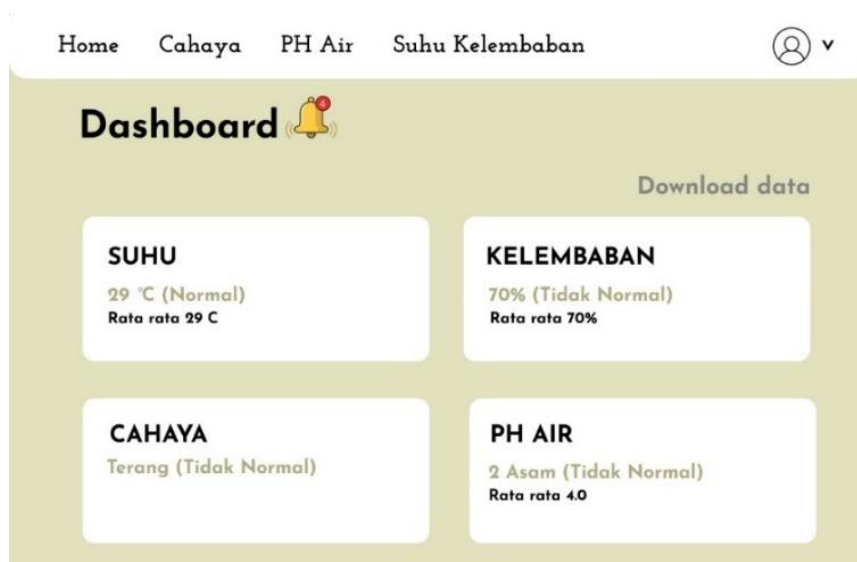 Home Cahaya PH Air Suhu Kelembaban
Dashboard 4
Download data
SUHU
29 °C (Normal)
Rata rata 29 C
KELEMBABAN
70% (Tidak Normal)
Rata rata 70%
CAHAYA
Terang (Tidak Normal)
PH AIR
2 Asam (Tidak Normal)
Rata rata 4.0